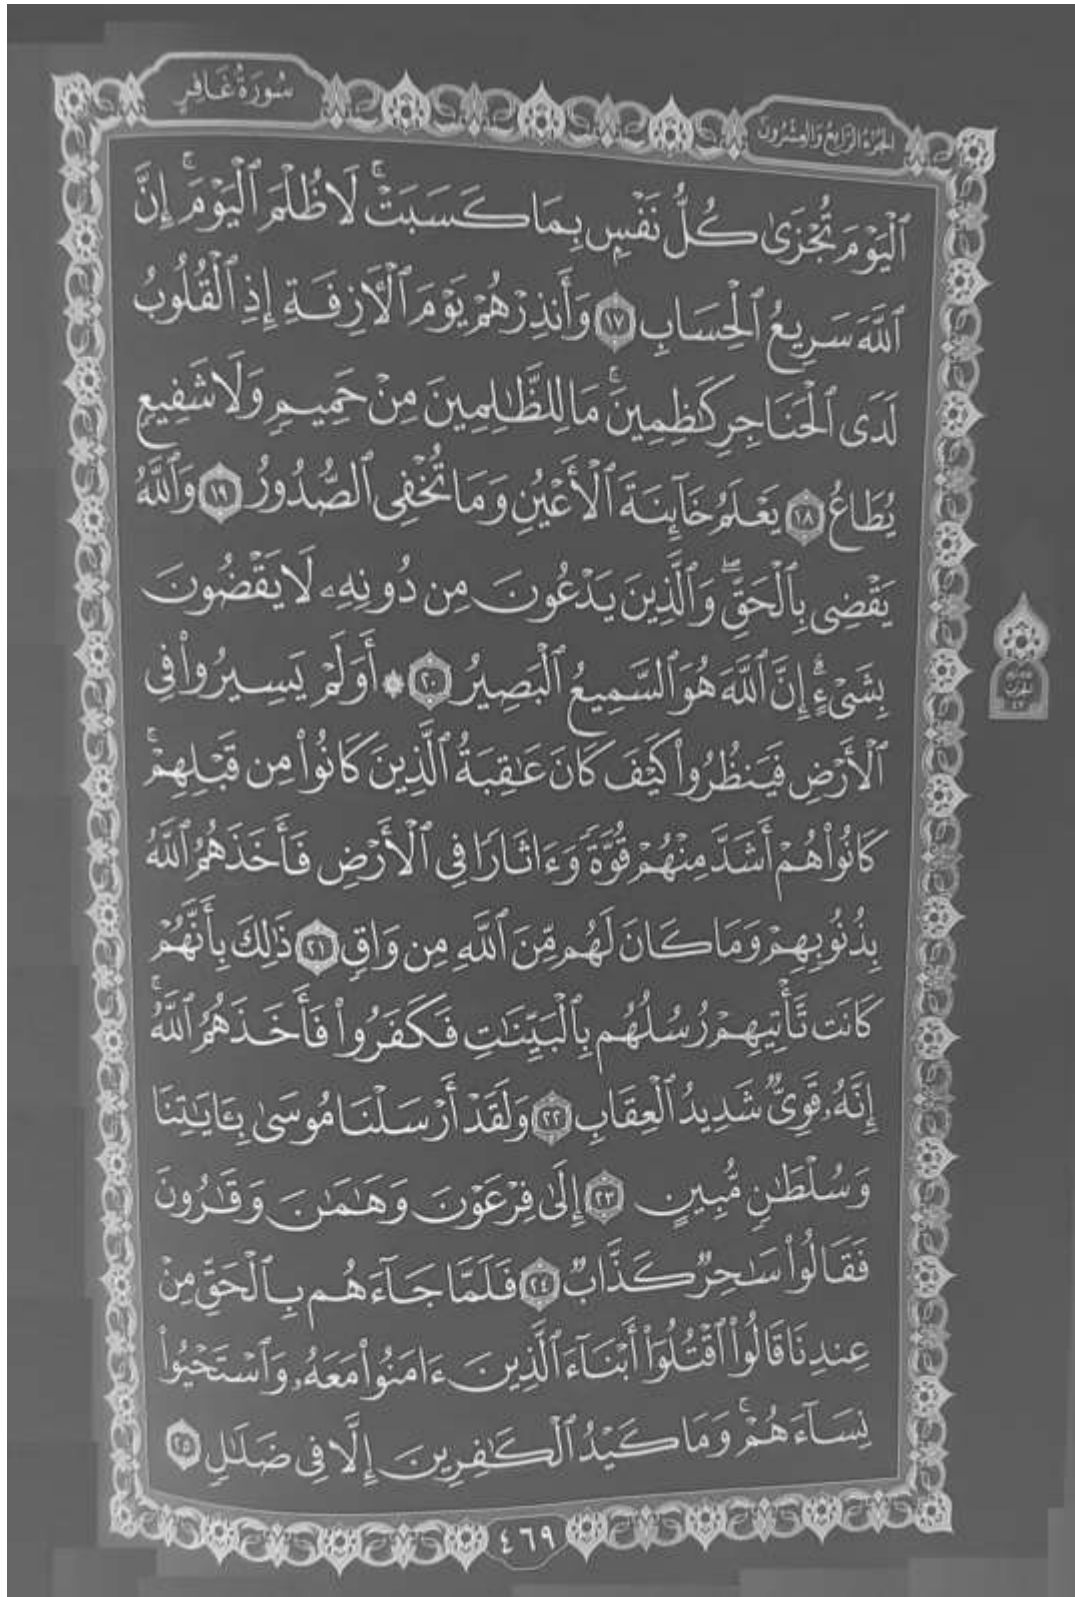 سُورَةُ غَافِرٍ
الجُزْءُ الرَّابِعُ وَالعِشْرُونَ
ٱلْيَوْمَ تُجْزَىٰ كُلُّ نَفْسٍۭ بِمَا كَسَبَتْۚ لَا ظُلْمَ ٱلْيَوْمَۚ إِنَّ
ٱللَّهَ سَرِيعُ ٱلْحِسَابِ ١٧ وَأَنذِرْهُمْ يَوْمَ ٱلْأٓزِفَةِ إِذِ ٱلْقُلُوبُ
لَدَى ٱلْحَنَاجِرِ كَٰظِمِينَۚ مَا لِلظَّٰلِمِينَ مِنْ حَمِيمٍ وَلَا شَفِيعٍ
يُطَاعُ ١٨ يَعْلَمُ خَآئِنَةَ ٱلْأَعْيُنِ وَمَا تُخْفِى ٱلصُّدُورُ ١٩ وَٱللَّهُ
يَقْضِى بِٱلْحَقِّۖ وَٱلَّذِينَ يَدْعُونَ مِن دُونِهِۦ لَا يَقْضُونَ
بِشَىْءٍۗ إِنَّ ٱللَّهَ هُوَ ٱلسَّمِيعُ ٱلْبَصِيرُ ٢٠ ۞ أَوَلَمْ يَسِيرُوا۟ فِى
ٱلْأَرْضِ فَيَنظُرُوا۟ كَيْفَ كَانَ عَٰقِبَةُ ٱلَّذِينَ كَانُوا۟ مِن قَبْلِهِمْۚ
كَانُوا۟ هُمْ أَشَدَّ مِنْهُمْ قُوَّةً وَءَاثَارًا فِى ٱلْأَرْضِ فَأَخَذَهُمُ ٱللَّهُ
بِذُنُوبِهِمْ وَمَا كَانَ لَهُم مِّنَ ٱللَّهِ مِن وَاقٍ ٢١ ذَٰلِكَ بِأَنَّهُمْ
كَانَت تَّأْتِيهِمْ رُسُلُهُم بِٱلْبَيِّنَٰتِ فَكَفَرُوا۟ فَأَخَذَهُمُ ٱللَّهُۚ
إِنَّهُۥ قَوِىٌّ شَدِيدُ ٱلْعِقَابِ ٢٢ وَلَقَدْ أَرْسَلْنَا مُوسَىٰ بِـَٔايَٰتِنَا
وَسُلْطَٰنٍ مُّبِينٍ ٢٣ إِلَىٰ فِرْعَوْنَ وَهَٰمَٰنَ وَقَٰرُونَ
فَقَالُوا۟ سَٰحِرٌ كَذَّابٌ ٢٤ فَلَمَّا جَآءَهُم بِٱلْحَقِّ مِنْ
عِندِنَا قَالُوا۟ ٱقْتُلُوٓا۟ أَبْنَآءَ ٱلَّذِينَ ءَامَنُوا۟ مَعَهُۥ وَٱسْتَحْيُوا۟
نِسَآءَهُمْۚ وَمَا كَيْدُ ٱلْكَٰفِرِينَ إِلَّا فِى ضَلَٰلٍ ٢٥
٤٦٩